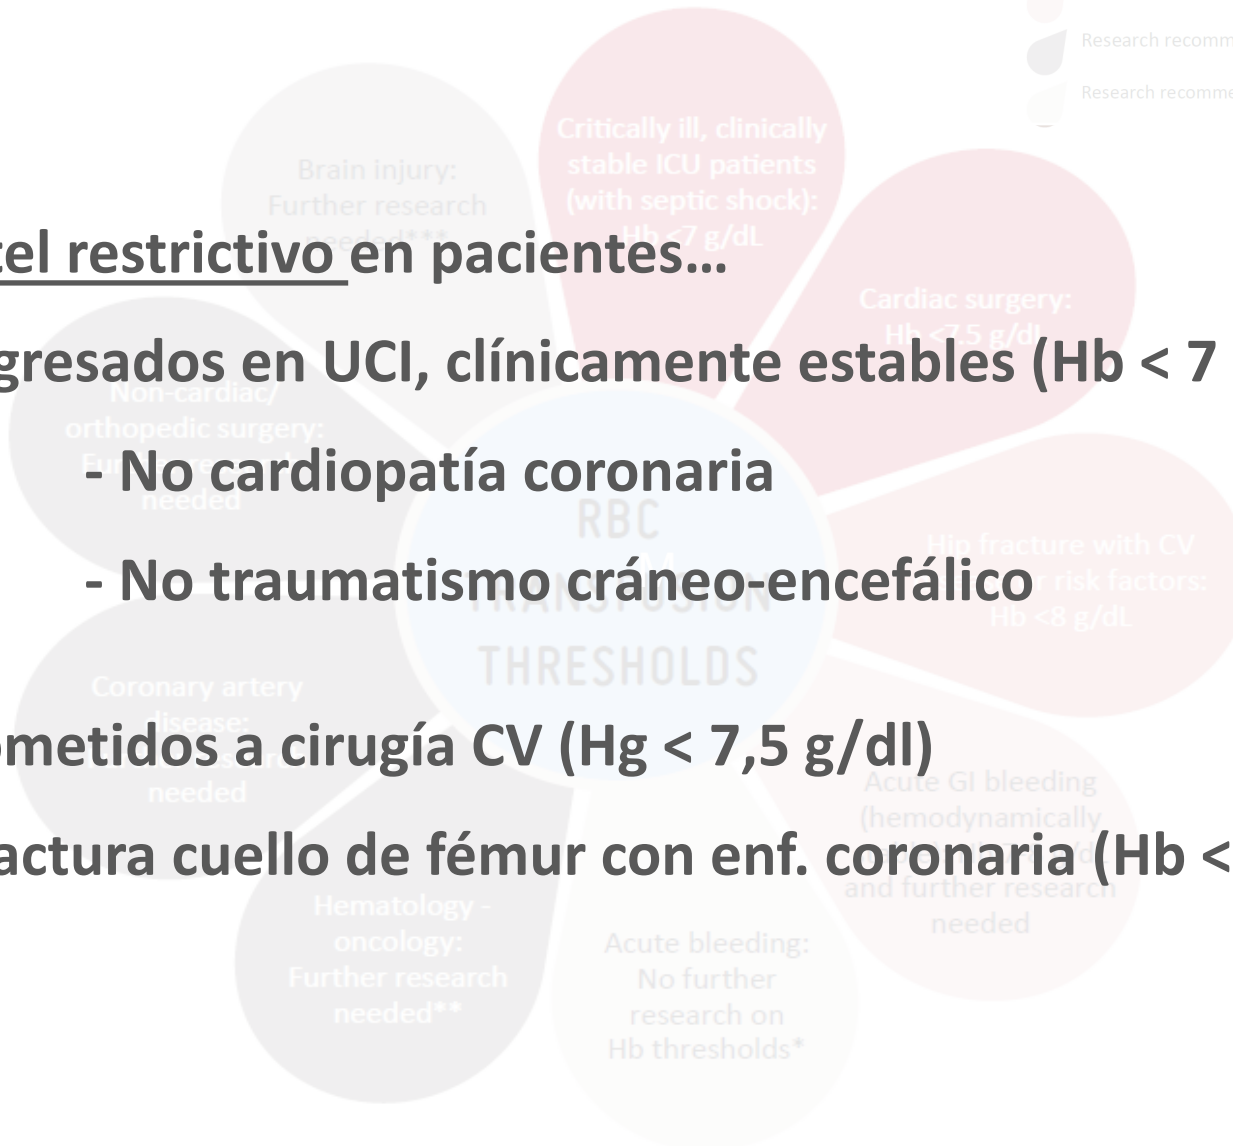 Research recomm
Research recomme
Critically ill, clinically
stable ICU patients
(with septic shock):
Hb <7 g/dL
Brain injury:
Further research
needed***
tel restrictivo en pacientes…
Cardiac surgery:
Hb <7.5 g/dL
gresados en UCI, clínicamente estables (Hb < 7
Non-cardiac/
orthopedic surgery:
needed
- No cardiopatía coronaria
RBC
TRANSFUSION
THRESHOLDS
Hip fracture with CV
risk factors:
Hb <8 g/dL
- No traumatismo cráneo-encefálico
Coronary artery
disease:
needed
ometidos a cirugía CV (Hg < 7,5 g/dl)
Acute GI bleeding
(hemodynamically
and further research
needed
actura cuello de fémur con enf. coronaria (Hb <
Hematology -
oncology:
Further research
needed**
Acute bleeding:
No further
research on
Hb thresholds*